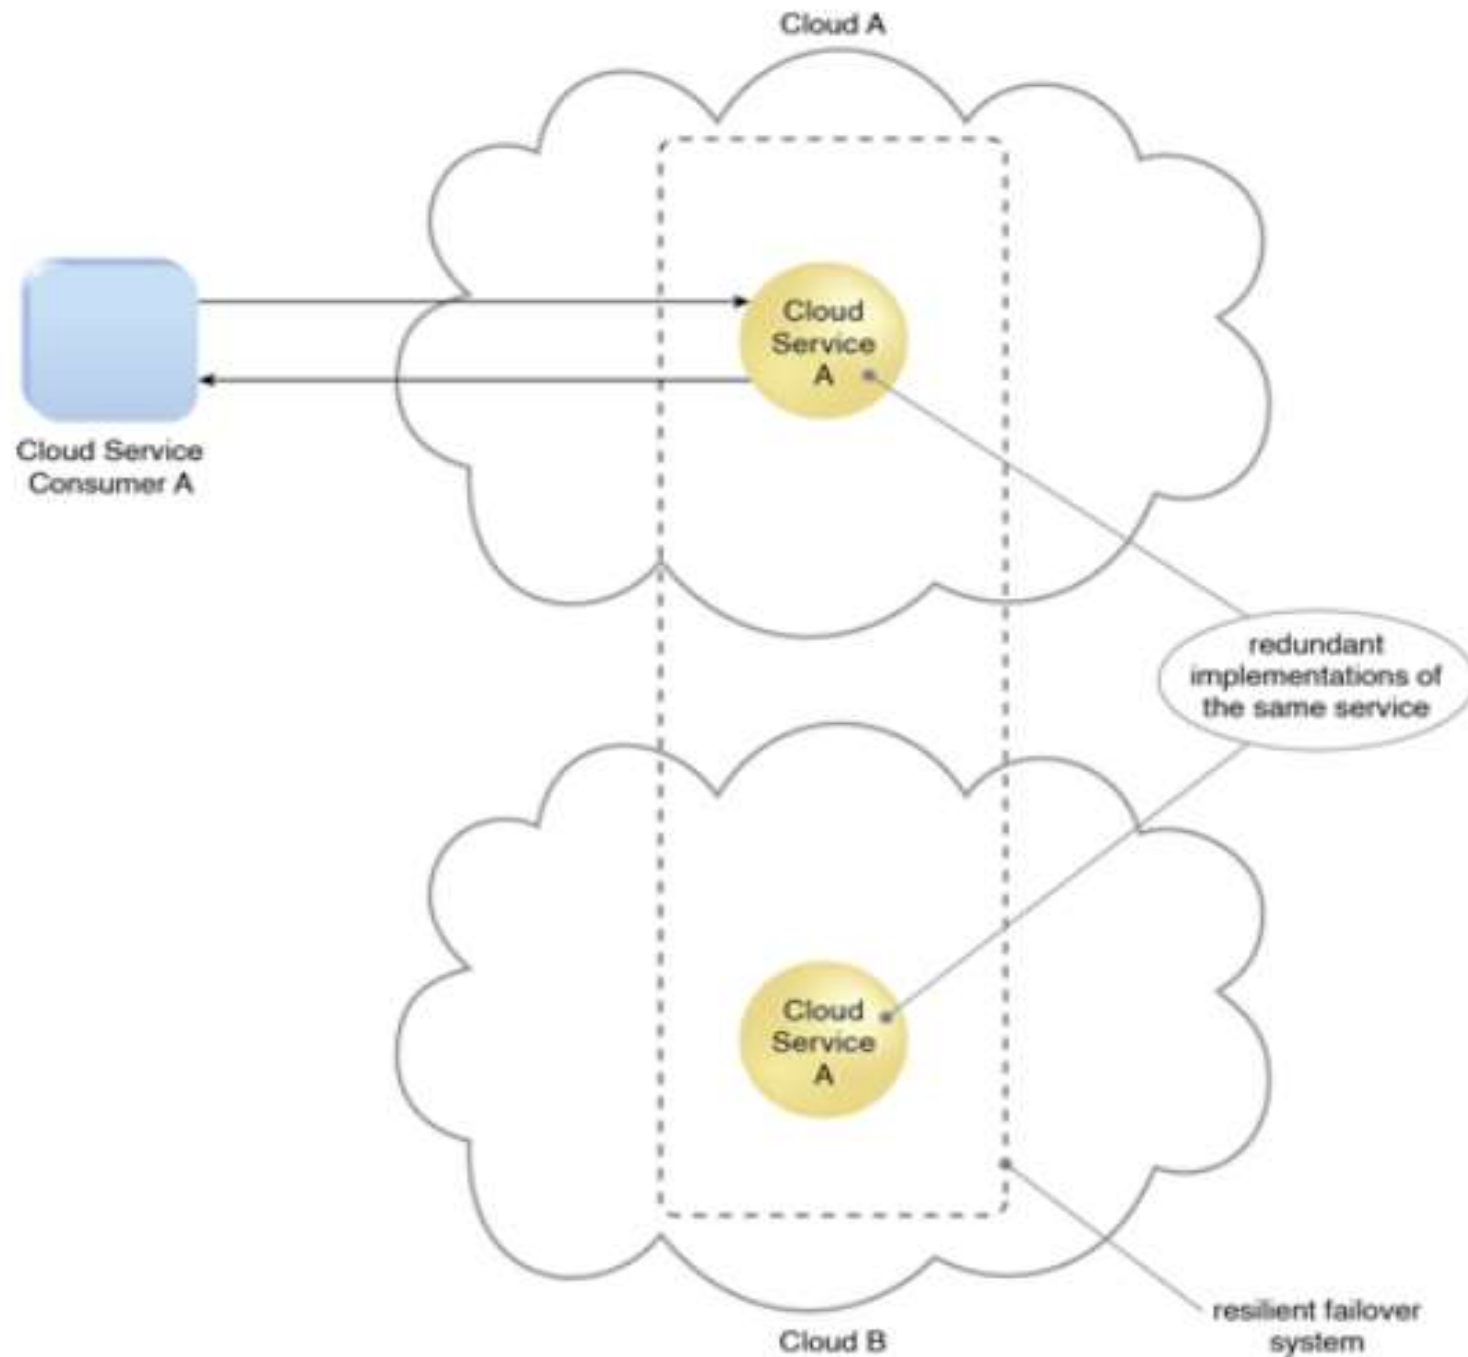 Cloud A
Cloud
Service
A
Cloud Service
Consumer A
redundant
implementations of
the same service
Cloud
Service
A
resilient failover
system
Cloud B